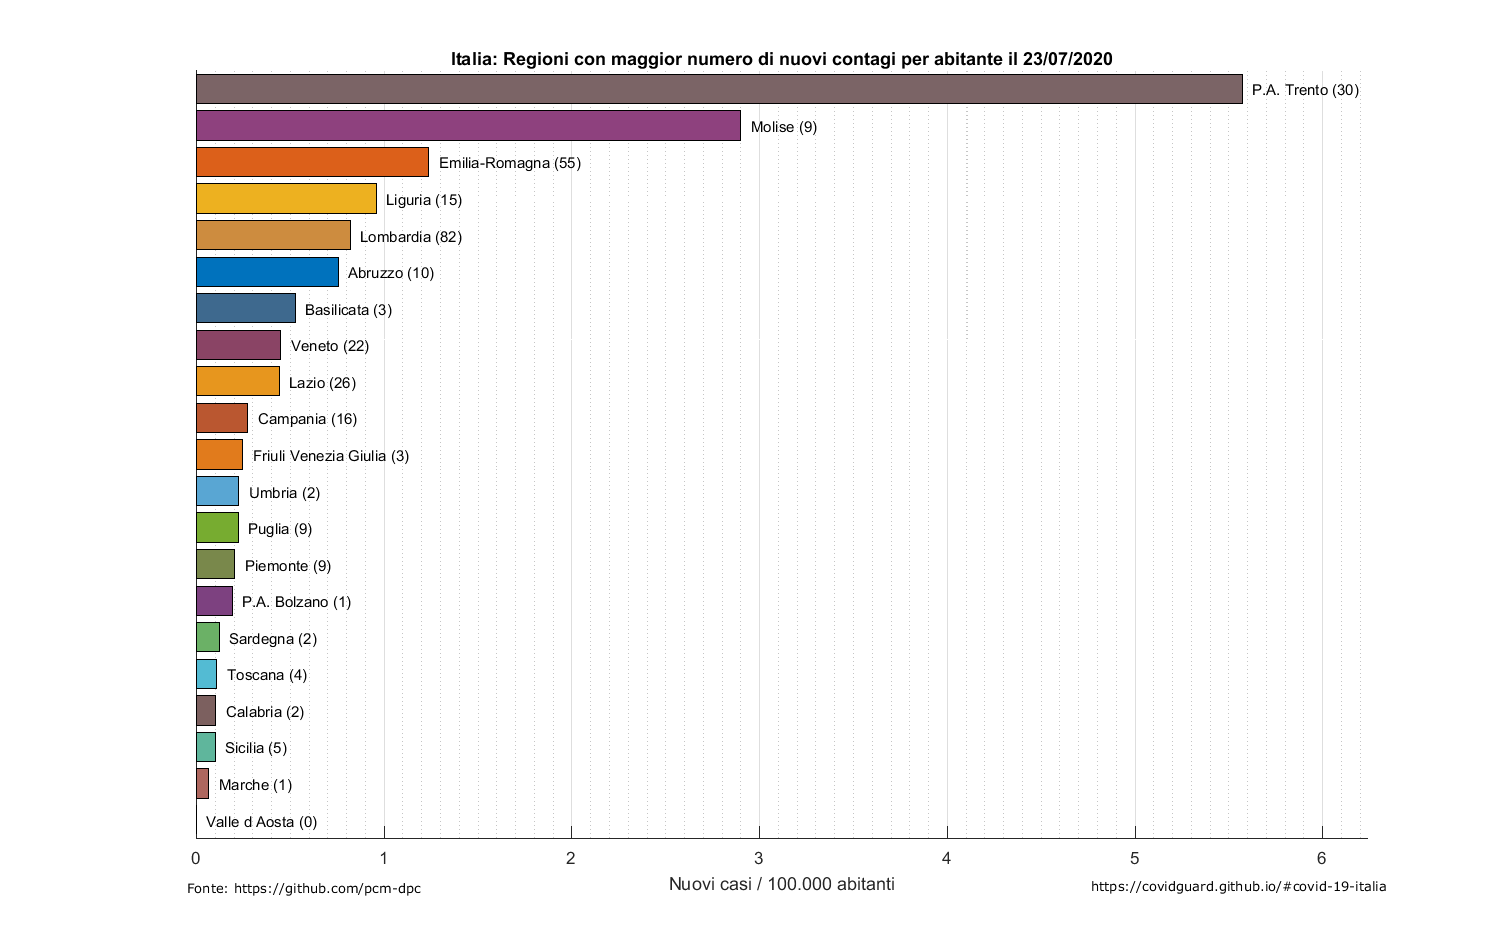 Italia: Regioni con maggior numero di nuovi contagi per abitante il 23/07/2020
P.A. Trento (30)
Molise (9)
Emilia-Romagna (55)
Liguria (15)
Lombardia (82)
Abruzzo (10)
Basilicata (3)
Veneto (22)
Lazio (26)
Campania (16)
Friuli Venezia Giulia (3)
Umbria (2)
Puglia (9)
Piemonte (9)
P.A. Bolzano (1)
Sardegna (2)
Toscana (4)
Calabria (2)
Sicilia (5)
Marche (1)
Valle d Aosta (0)
0 1 2 3 4 5 6
Nuovi casi / 100.000 abitanti
Fonte: https://github.com/pcm-dpc
https://covidguard.github.io/#covid-19-italia